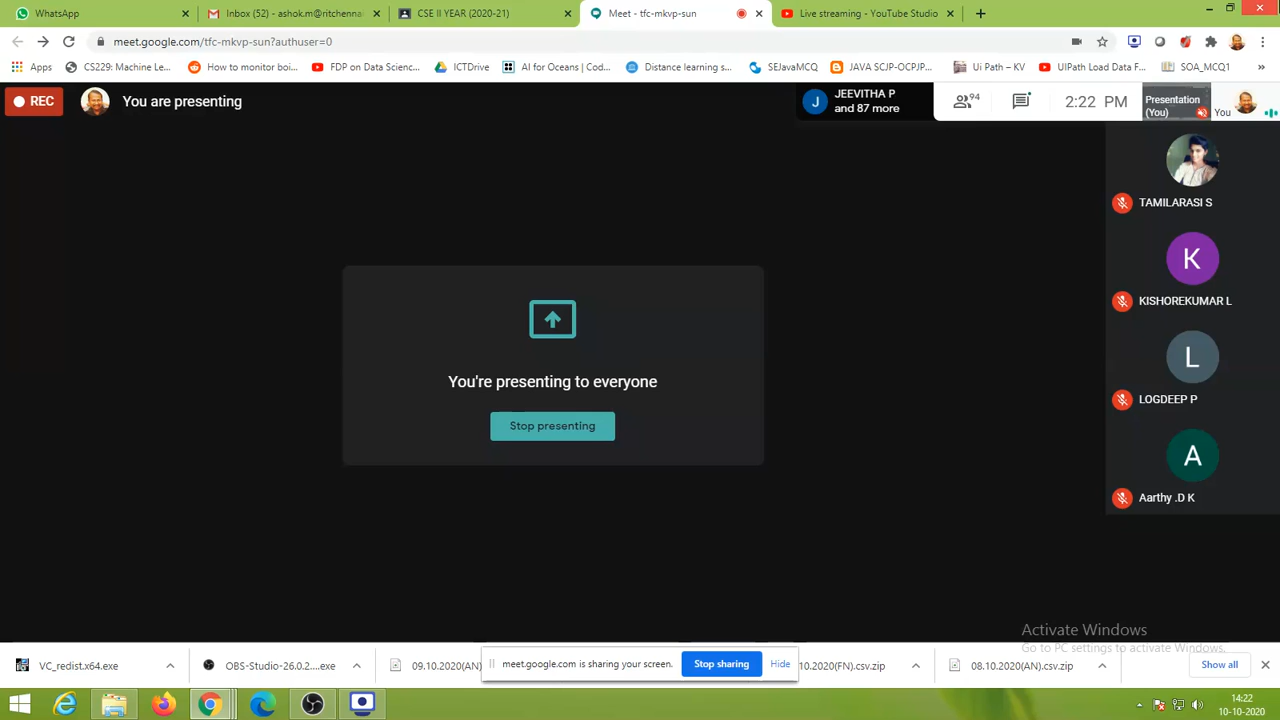 WhatsApp
Inbox (52) - ashok.m@ritchennai
CSE II YEAR (2020-21)
Meet - tfc-mkvp-sun
Live streaming - YouTube Studio
meet.google.com/tfc-mkvp-sun?authuser=0
Apps
CS229: Machine Le...
How to monitor boi...
FDP on Data Scienc...
ICTDrive
AI for Oceans | Cod...
Distance learning s...
SEJavaMCQ
JAVA SCJP-OCPJP...
Ui Path – KV
UIPath Load Data F...
SOA_MCQ1
»
REC
You are presenting
J
JEEVITHA P
and 87 more
94
2:22 PM
Presentation
(You)
You
TAMILARASI S
K
KISHOREKUMAR L
L
LOGDEEP P
A
Aarthy .D K
You're presenting to everyone
Stop presenting
Activate Windows
Go to PC settings to activate Windows.
VC_redist.x64.exe
OBS-Studio-26.0.2....exe
09.10.2020(AN)
meet.google.com is sharing your screen.
Stop sharing
Hide
10.2020(FN).csv.zip
08.10.2020(AN).csv.zip
Show all
14:22
10-10-2020